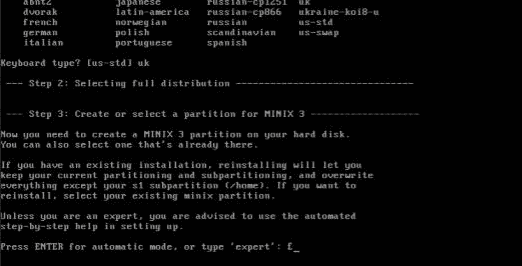 abnt2 japanese russian-cp1251 uk
dvorak latin-america russian-cp866 ukraine-koi8-u
french norwegian russian us-std
german polish scandinavian us-swap
italian portuguese spanish
Keyboard type? [us-std] uk
--- Step 2: Selecting full distribution -------------------------------
--- Step 3: Create or select a partition for MINIX 3 -------------------
Now you need to create a MINIX 3 partition on your hard disk.
You can also select one that's already there.
If you have an existing installation, reinstalling will let you
keep your current partitioning and subpartitioning, and overwrite
everything except your s1 subpartition (/home). If you want to
reinstall, select your existing minix partition.
Unless you are an expert, you are advised to use the automated
step-by-step help in setting up.
Press ENTER for automatic mode, or type 'expert': £_